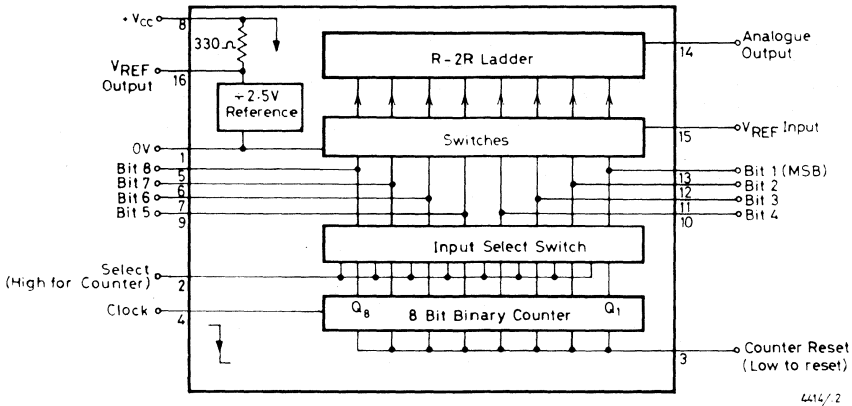 + Vcc
8
330Ω
VREF
Output
16
+2.5V
Reference
R-2R Ladder
14
Analogue
Output
Switches
15
VREF Input
0V
1
Bit 8
5
Bit 7
6
Bit 6
7
Bit 5
9
Bit 1 (MSB)
13
Bit 2
12
Bit 3
11
Bit 4
10
Input Select Switch
Select
(High for Counter)
2
Clock
4
Q8
8 Bit Binary Counter
Q1
3
Counter Reset
(Low to reset)
4414/.2